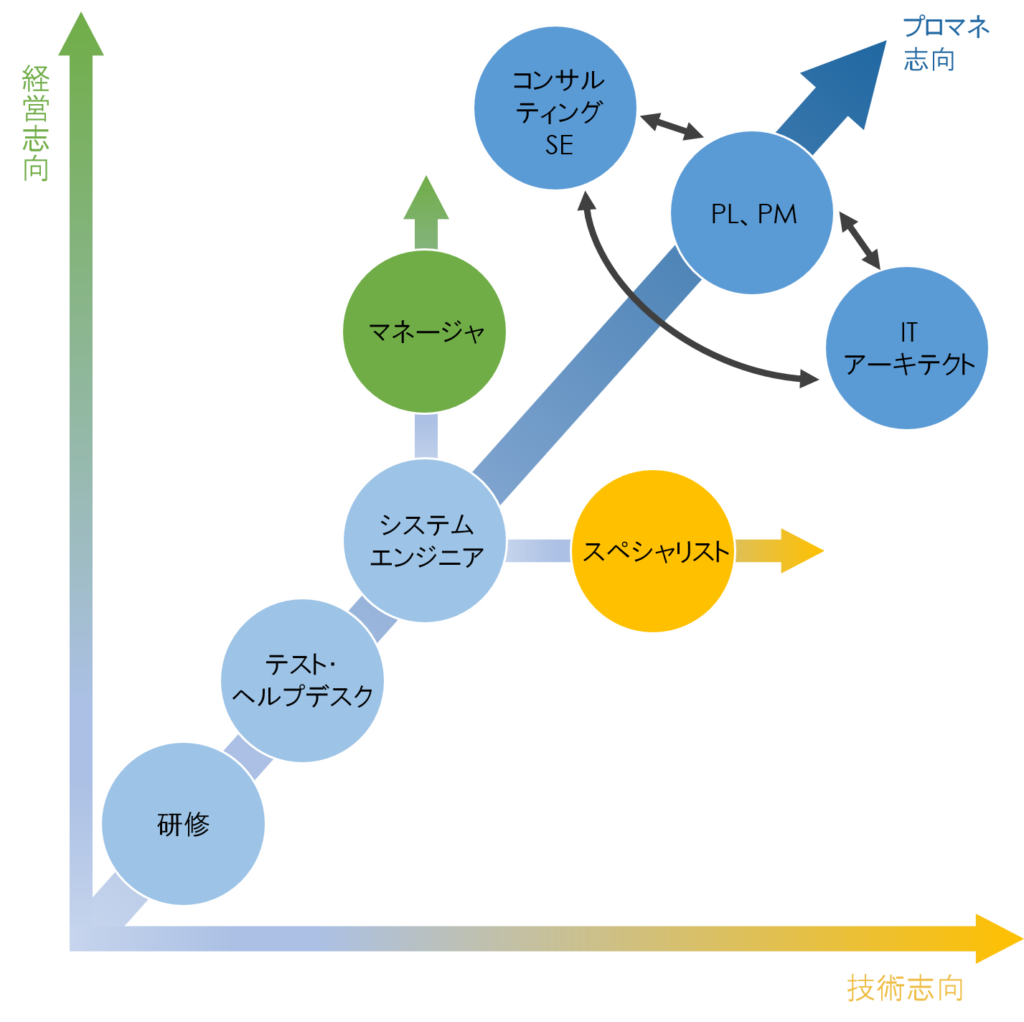 プロマネ
志向
経営志向
コンサル
ティング
SE
PL、PM
マネージャ
IT
アーキテクト
システム
エンジニア
スペシャリスト
テスト・
ヘルプデスク
研修
技術志向